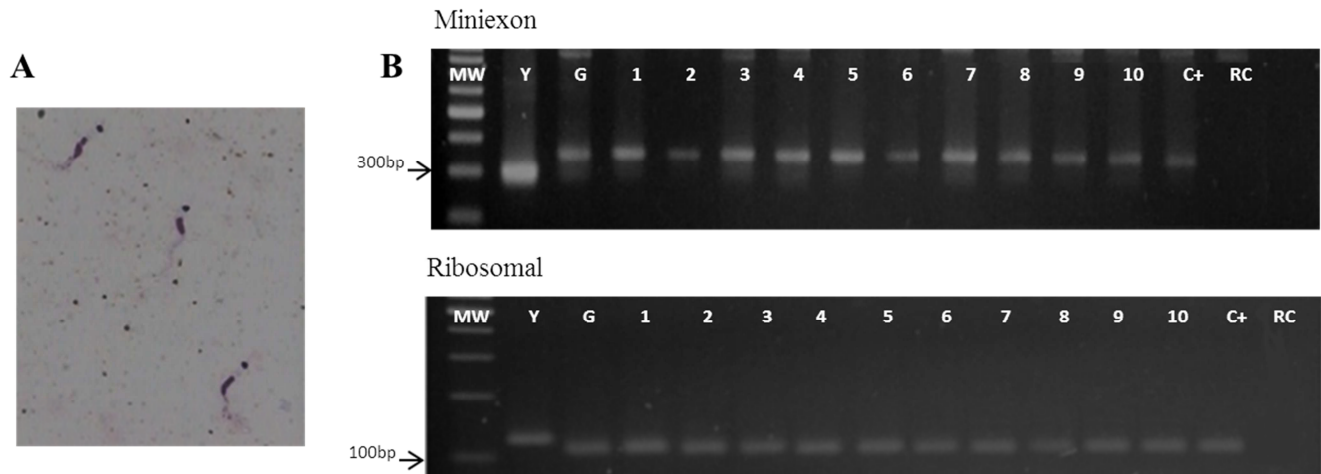 Miniexon
A
B
MW Y G 1 2 3 4 5 6 7 8 9 10 C+ RC
300bp
Ribosomal
MW Y G 1 2 3 4 5 6 7 8 9 10 C+ RC
100bp